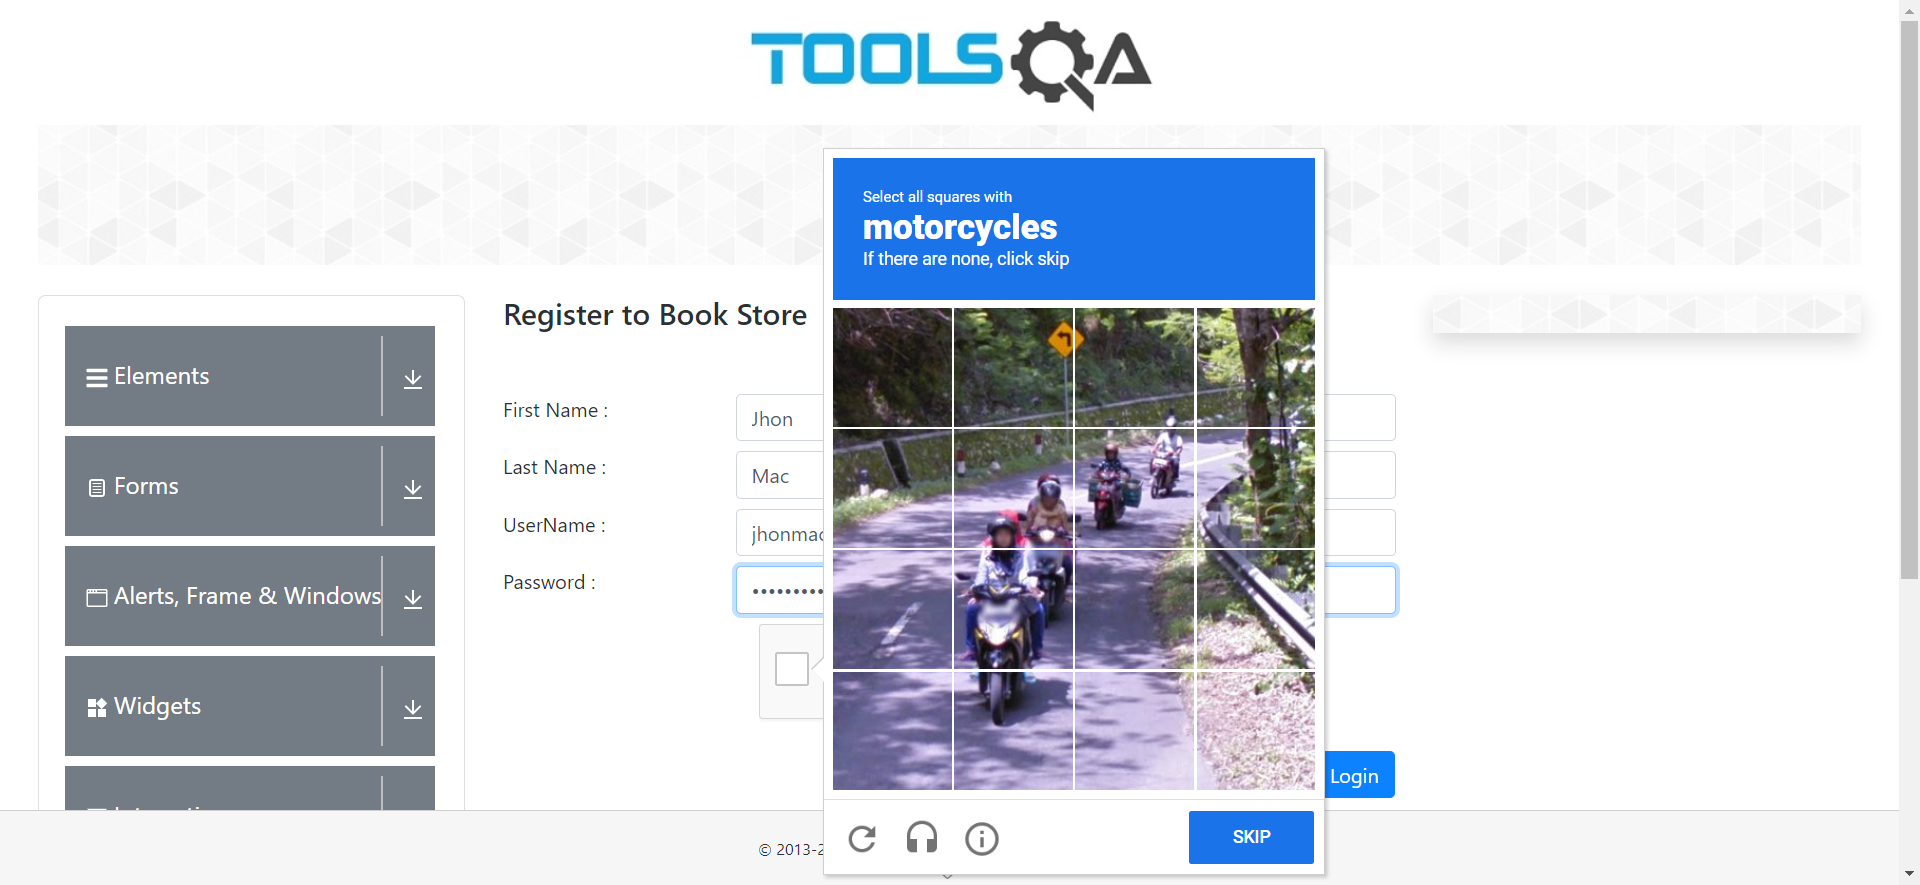 TOOLSQA
Select all squares with
motorcycles
If there are none, click skip
Register to Book Store
Elements
First Name :
Jhon
Last Name :
Mac
Forms
UserName :
jhonmac
Password :
•••••••••
Alerts, Frame & Windows
Widgets
Login
SKIP
© 2013-2